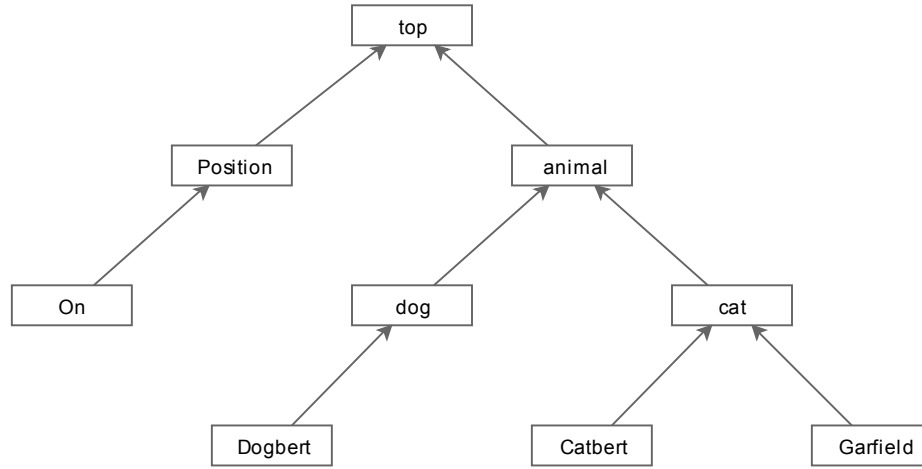 top
Position
animal
On
dog
cat
Dogbert
Catbert
Garfield